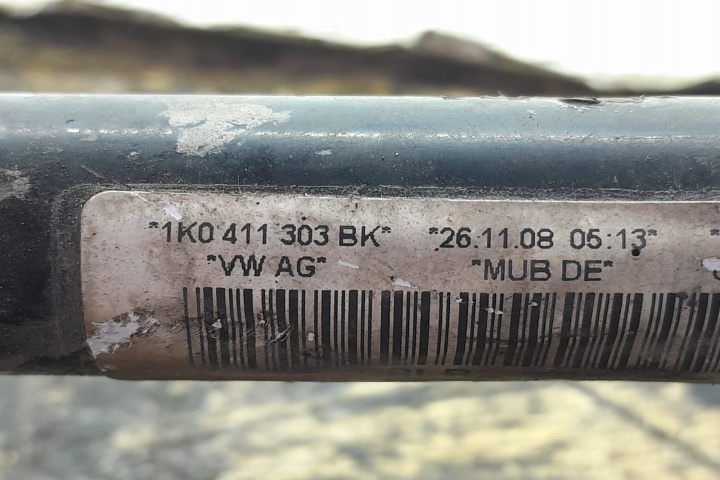 *1K0 411 303 BK* *26.11.08 05:13*
*VW AG* *MUB DE*